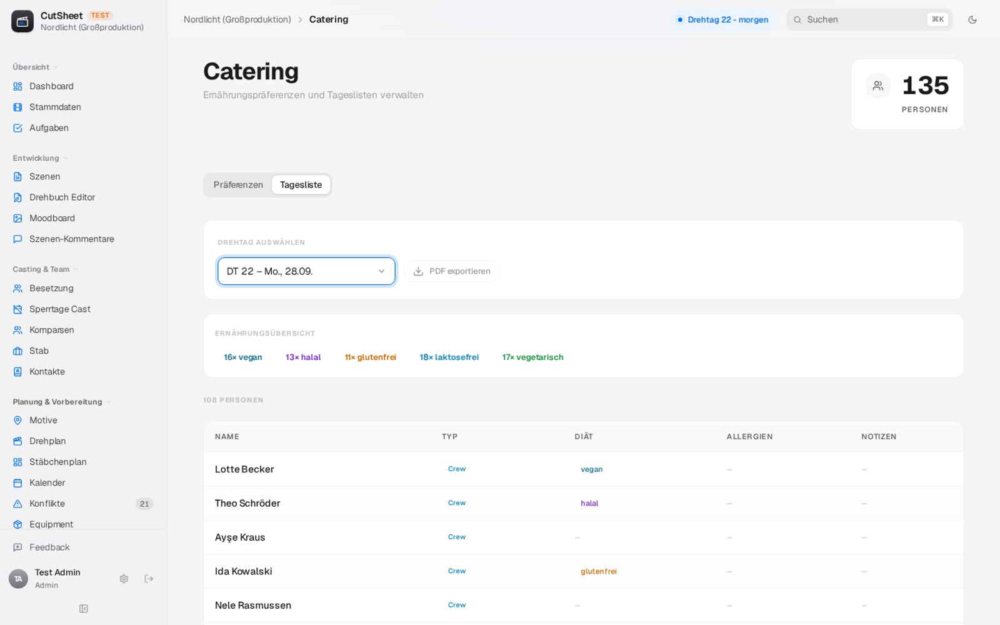 CutSheet TEST
Nordlicht (Großproduktion)
Übersicht
Dashboard
Stammdaten
Aufgaben
Entwicklung
Szenen
Drehbuch Editor
Moodboard
Szenen-Kommentare
Casting & Team
Besetzung
Sperrtage Cast
Komparsen
Stab
Kontakte
Planung & Vorbereitung
Motive
Drehplan
Stäbchenplan
Kalender
Konflikte 21
Equipment
Feedback
TA
Test Admin
Admin
Nordlicht (Großproduktion) Catering
Drehtag 22 - morgen
Suchen ⌘K
Catering
Ernährungspräferenzen und Tageslisten verwalten
135
PERSONEN
Präferenzen Tagesliste
DREHTAG AUSWÄHLEN
DT 22 – Mo., 28.09.
PDF exportieren
ERNÄHRUNGSÜBERSICHT
16× vegan 13× halal 11× glutenfrei 18× laktosefrei 17× vegetarisch
108 PERSONEN
NAME TYP DIÄT ALLERGIEN NOTIZEN
Lotte Becker Crew vegan – –
Theo Schröder Crew halal – –
Ayşe Kraus Crew – – –
Ida Kowalski Crew glutenfrei – –
Nele Rasmussen Crew – – –